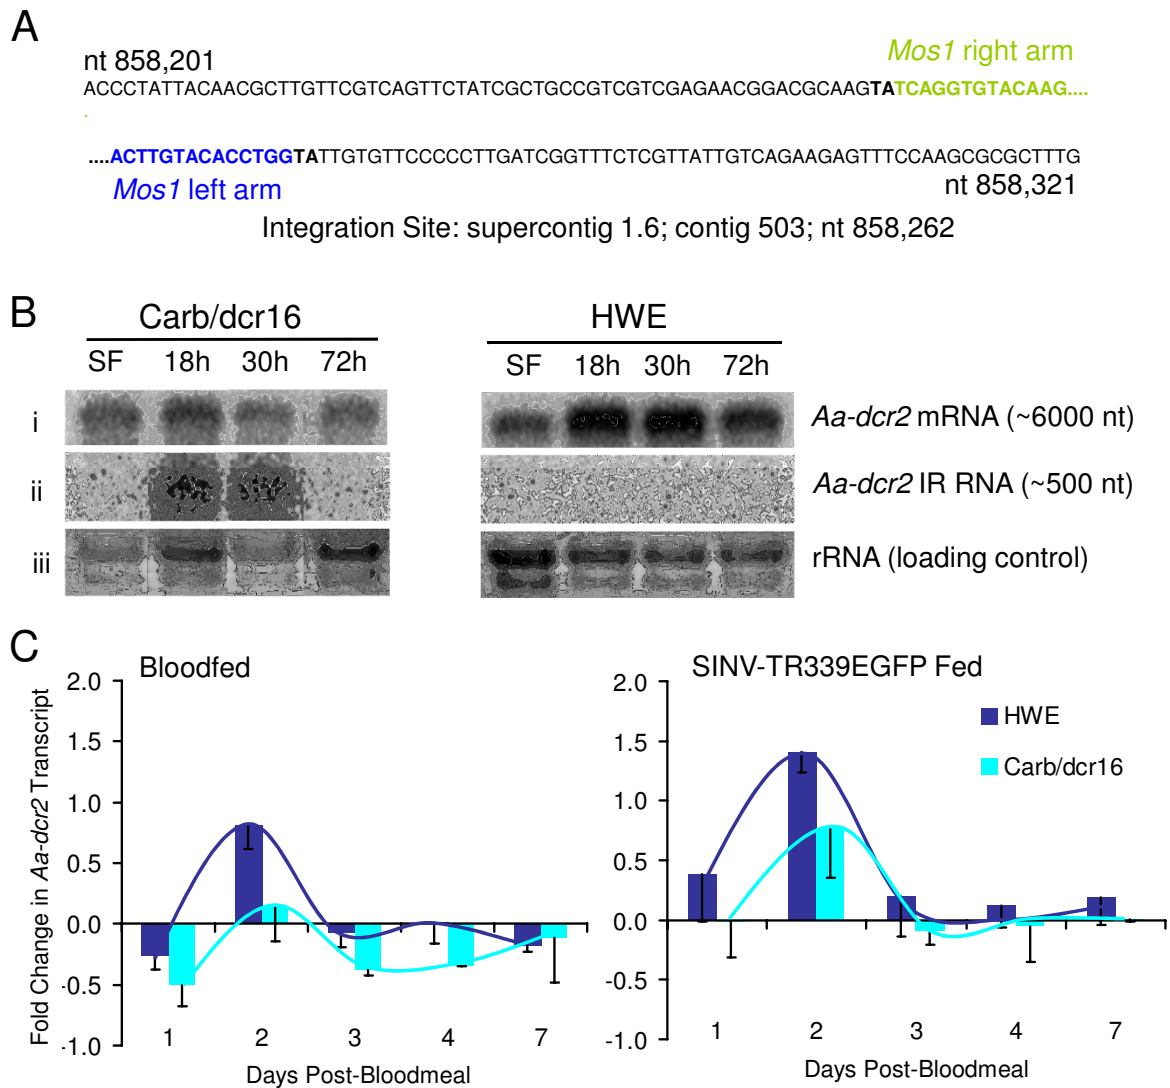 A
nt 858,201
Mos1 right arm
ACCCTATTACAACGCTTGTTCGTCAGTTCTATCGCTGCCGTCGTCGAGAACGGACGCAAGTATCAGGTGTACAAG....
.
....ACTTGTACACCTGGTATTGTGTTCCCCCTTGATCGGTTTCTCGTTATTGTCAGAAGAGTTTCCAAGCGCGCTTTG
Mos1 left arm
nt 858,321
Integration Site: supercontig 1.6; contig 503; nt 858,262
B
Carb/dcr16
HWE
SF 18h 30h 72h
SF 18h 30h 72h
i
Aa-dcr2 mRNA (~6000 nt)
ii
Aa-dcr2 IR RNA (~500 nt)
iii
rRNA (loading control)
C
Bloodfed
SINV-TR339EGFP Fed
Fold Change in Aa-dcr2 Transcript
2.0
1.5
1.0
0.5
0.0
-0.5
-1.0
1 2 3 4 7
Days Post-Bloodmeal
2.0
1.5
1.0
0.5
0.0
-0.5
-1.0
HWE
Carb/dcr16
1 2 3 4 7
Days Post-Bloodmeal